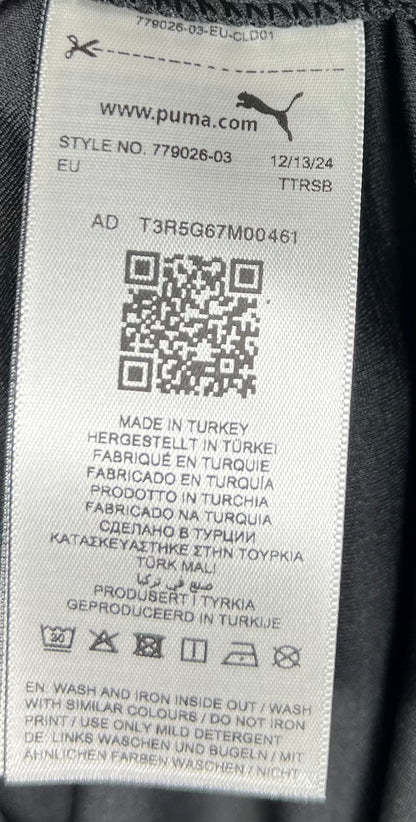 779026-03-EU-CLD01
www.puma.com
STYLE NO. 779026-03 12/13/24
EU TTRSB
AD T3R5G67M00461
MADE IN TURKEY
HERGESTELLT IN TÜRKEI
FABRIQUÉ EN TURQUIE
FABRICADO EN TURQUÍA
PRODOTTO IN TURCHIA
FABRICADO NA TURQUIA
СДЕЛАНО В ТУРЦИИ
ΚΑΤΑΣΚΕΥΑΣΤΗΚΕ ΣΤΗΝ ΤΟΥΡΚΙΑ
TÜRK MALI
صنع في تركيا
PRODUSERT I TYRKIA
GEPRODUCEERD IN TURKIJE
30
EN: WASH AND IRON INSIDE OUT / WASH
WITH SIMILAR COLOURS / DO NOT IRON
PRINT / USE ONLY MILD DETERGENT
DE: LINKS WASCHEN UND BÜGELN / MIT
ÄHNLICHEN FARBEN WASCHEN / NICHT